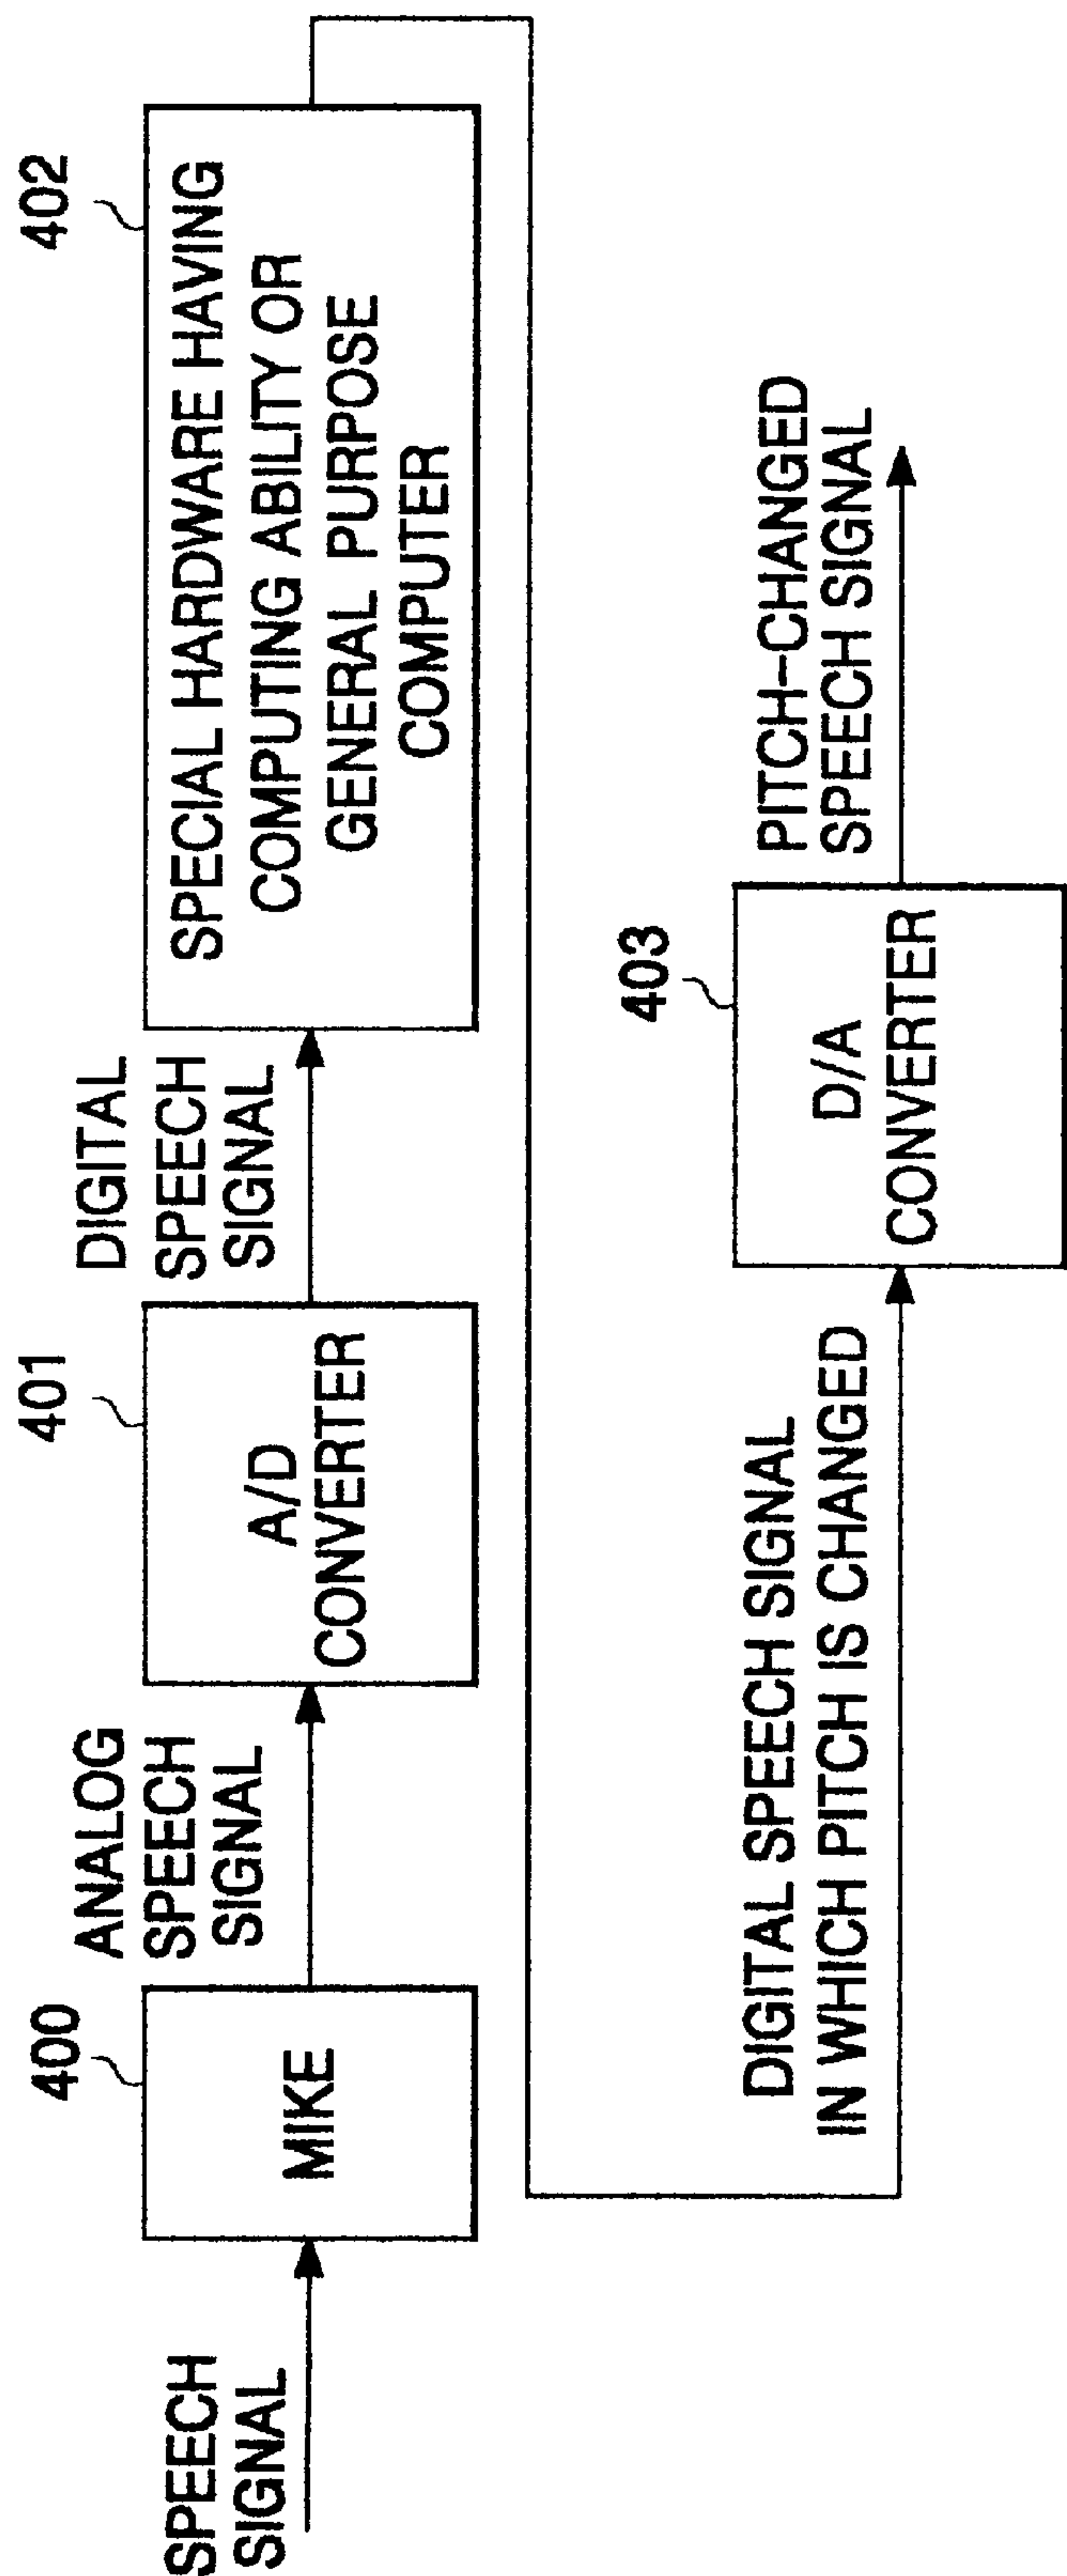 SPEECH
SIGNAL
400
MIKE
ANALOG
SPEECH
SIGNAL
401
A/D
CONVERTER
DIGITAL
SPEECH
SIGNAL
402
SPECIAL HARDWARE HAVING
COMPUTING ABILITY OR
GENERAL PURPOSE
COMPUTER
DIGITAL SPEECH SIGNAL
IN WHICH PITCH IS CHANGED
403
D/A
CONVERTER
PITCH-CHANGED
SPEECH SIGNAL